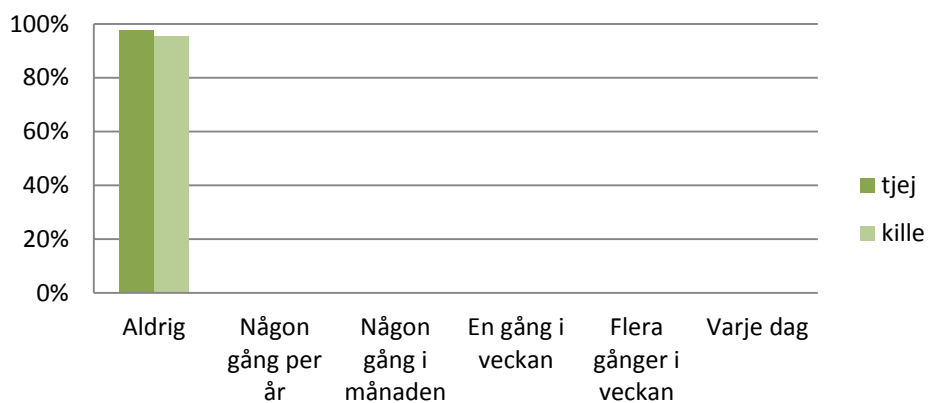 100%
80%
60%
40%
20%
0%
Aldrig
Någon
gång per
år
Någon
gång i
månaden
En gång i
veckan
Flera
gånger i
veckan
Varje dag
tjej
kille